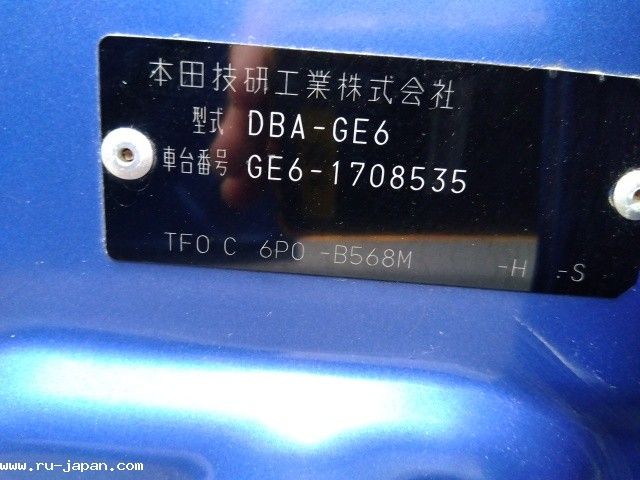 本田技研工業株式会社
型式 DBA-GE6
車台番号 GE6-1708535
TF0 C 6P0 -B568M -H .-S
www.ru-japan.com